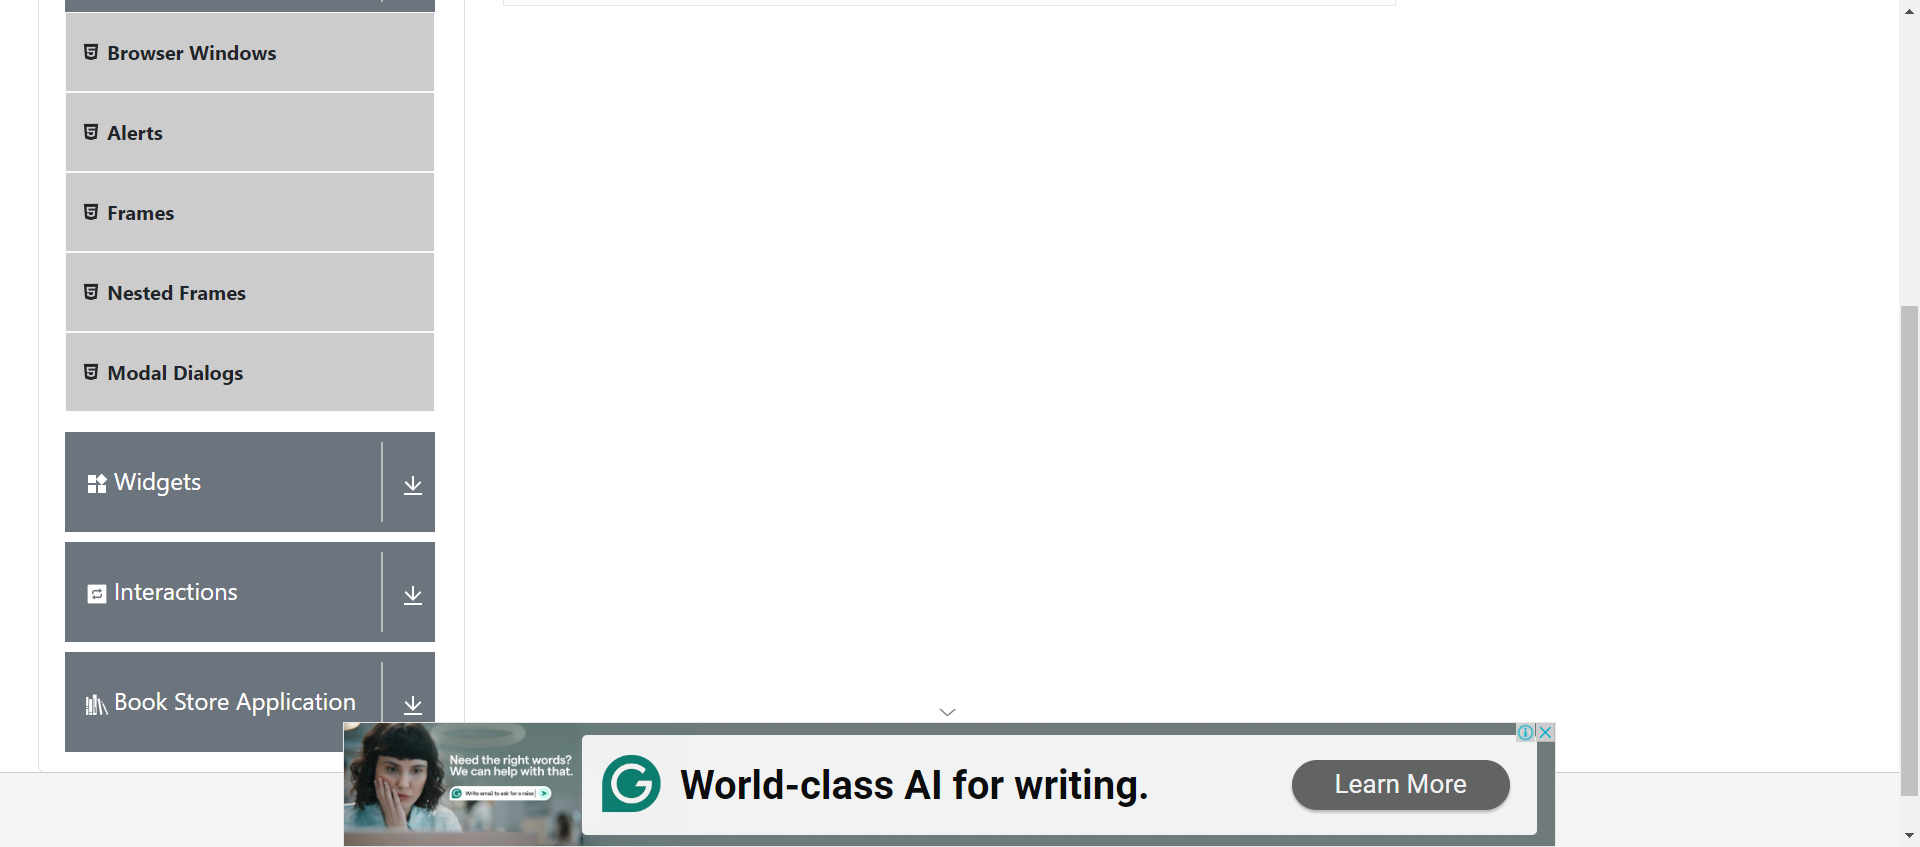 Browser Windows
Alerts
Frames
Nested Frames
Modal Dialogs
Widgets
Interactions
Book Store Application
Need the right words?
We can help with that.
Write email to ask for a raise
World-class AI for writing.
Learn More